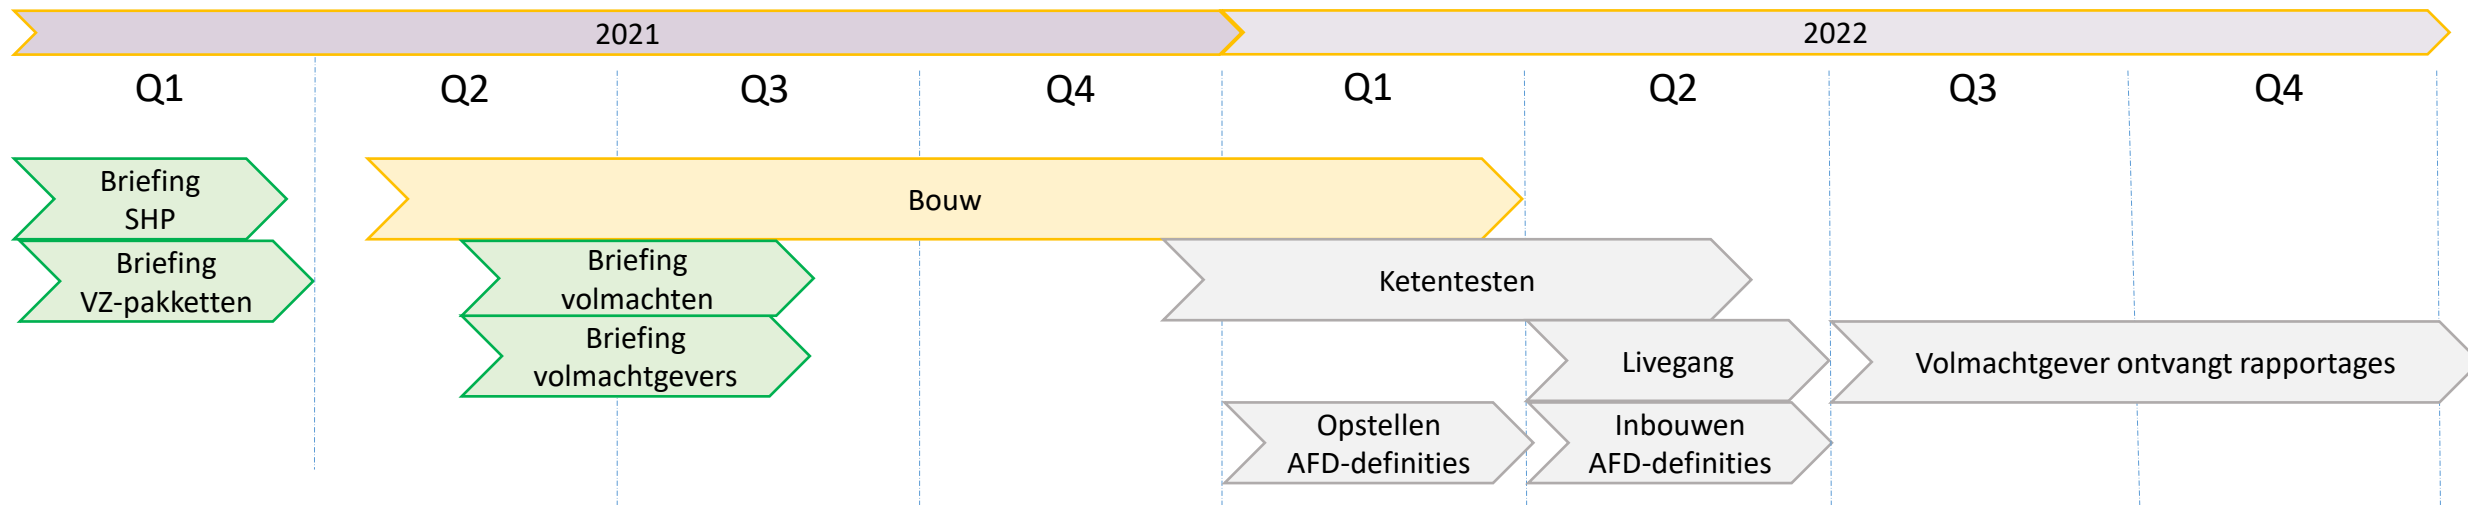 2021
2022
Q1
Q2
Q3
Q4
Q1
Q2
Q3
Q4
Briefing
SHP
Bouw
Briefing
VZ-pakketten
Briefing
volmachten
Ketentesten
Briefing
volmachtgevers
Livegang
Volmachtgever ontvangt rapportages
Opstellen
AFD-definities
Inbouwen
AFD-definities